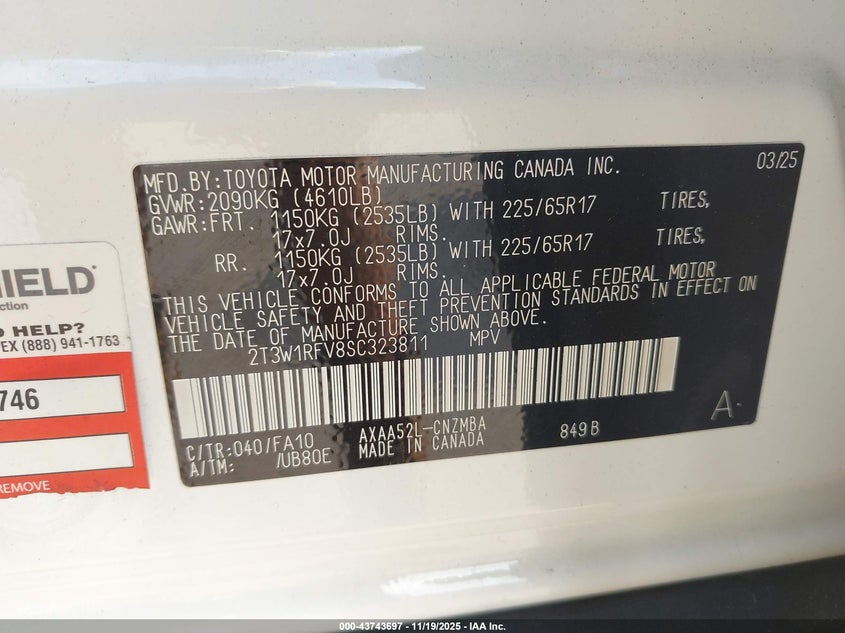 MFD.BY:TOYOTA MOTOR MANUFACTURING CANADA INC. 03/25
GVWR:2090KG (4610LB)
GAWR:FRT. 1150KG (2535LB) WITH 225/65R17 TIRES,
17x7.0J RIMS.
RR. 1150KG (2535LB) WITH 225/65R17 TIRES,
17x7.0J RIMS.
THIS VEHICLE CONFORMS TO ALL APPLICABLE FEDERAL MOTOR
VEHICLE SAFETY AND THEFT PREVENTION STANDARDS IN EFFECT ON
THE DATE OF MANUFACTURE SHOWN ABOVE.
2T3W1RFV8SC323811 MPV
C/TR:040/FA10 AXAA52L-CNZMBA 849B A
A/TM: /UB80E MADE IN CANADA
HIELD
ction
HELP?
EX (888) 941-1763
746
REMOVE
000-43743697 - 11/19/2025 - IAA Inc.